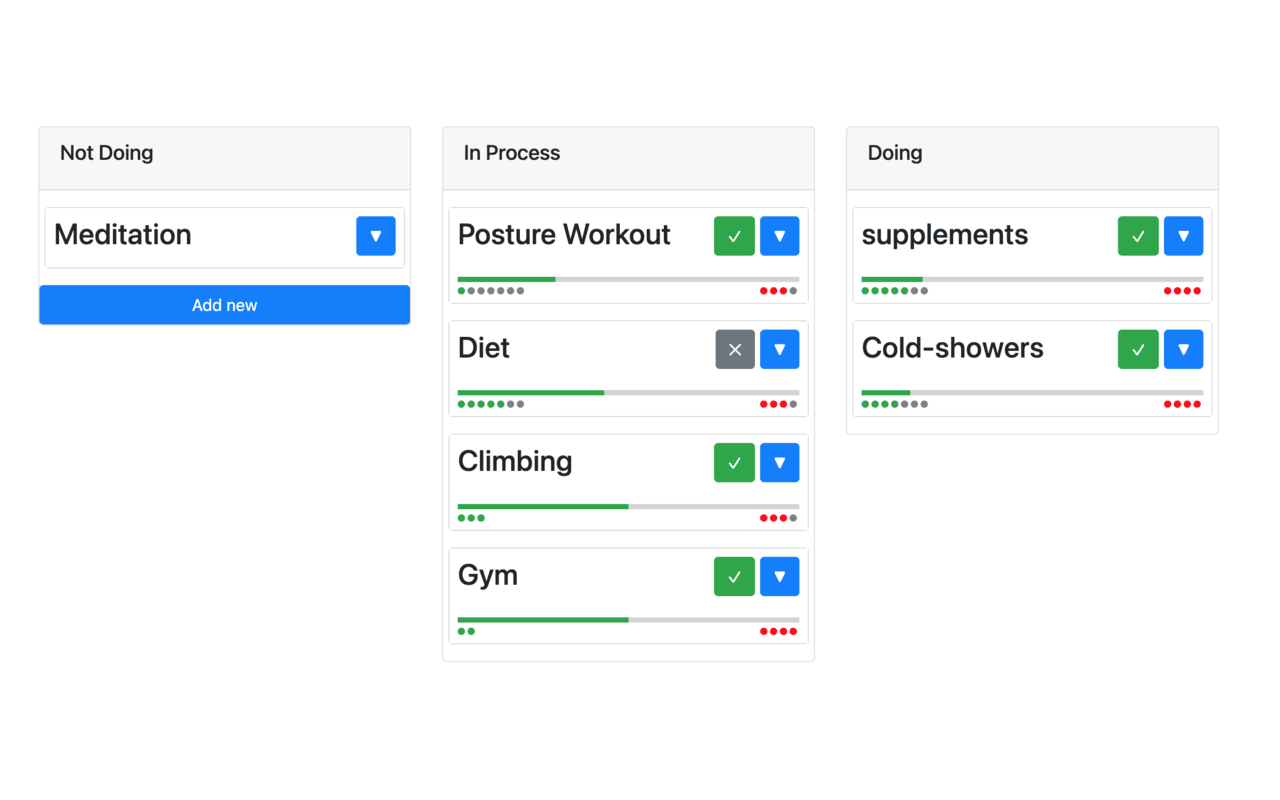 Not Doing
Meditation
Add new
In Process
Posture Workout
Diet
Climbing
Gym
Doing
supplements
Cold-showers